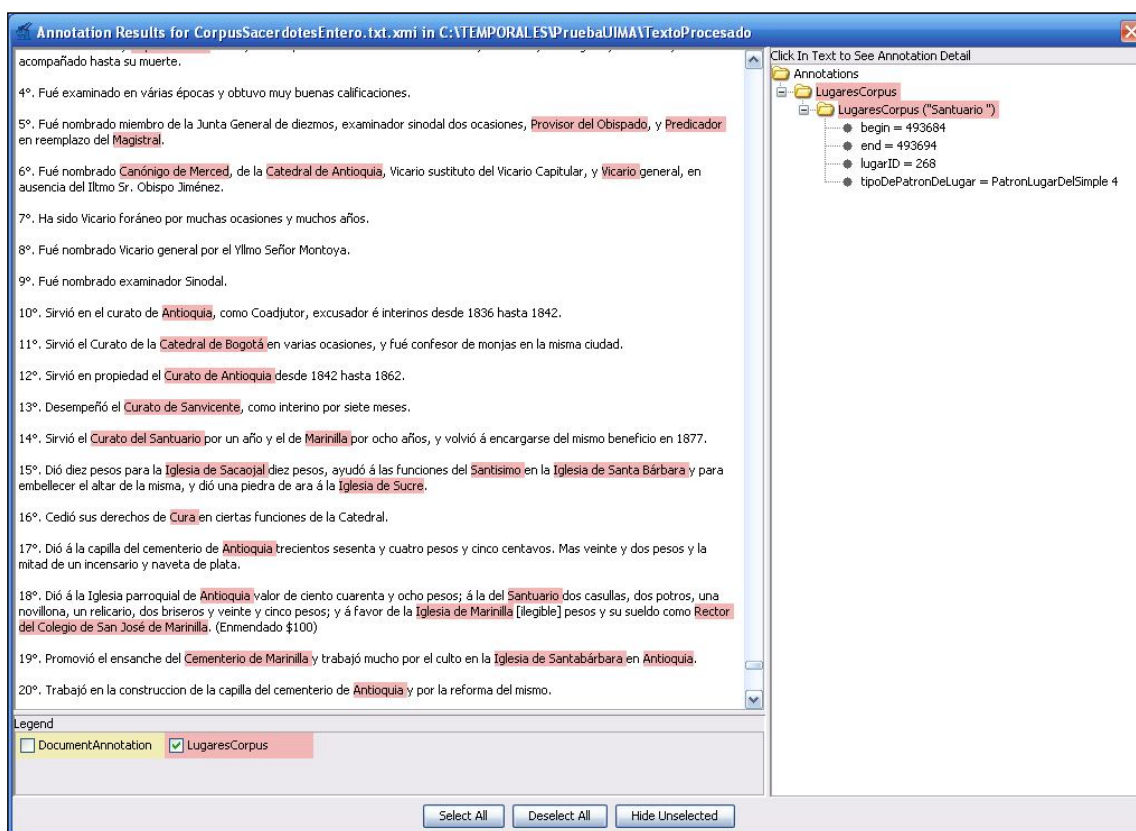 Annotation Results for CorpusSacerdotesEntero.txt.xmi in C:\TEMPORALES\PruebaUIMA\TextoProcesado
acompañado hasta su muerte.
4º. Fué examinado en várias épocas y obtuvo muy buenas calificaciones.
5º. Fué nombrado miembro de la Junta General de diezmos, examinador sinodal dos ocasiones, Provisor del Obispado, y Predicador
en reemplazo del Magistral.
6º. Fué nombrado Canónigo de Merced, de la Catedral de Antioquia, Vicario sustituto del Vicario Capitular, y Vicario general, en
ausencia del Iltmo Sr. Obispo Jiménez.
7º. Ha sido Vicario foráneo por muchas ocasiones y muchos años.
8º. Fué nombrado Vicario general por el Yllmo Señor Montoya.
9º. Fué nombrado examinador Sinodal.
10º. Sirvió en el curato de Antioquia, como Coadjutor, excusador é interinos desde 1836 hasta 1842.
11º. Sirvió el Curato de la Catedral de Bogotá en varias ocasiones, y fué confesor de monjas en la misma ciudad.
12º. Sirvió en propiedad el Curato de Antioquia desde 1842 hasta 1862.
13º. Desempeñó el Curato de Sanvicente, como interino por siete meses.
14º. Sirvió el Curato del Santuario por un año y el de Marinilla por ocho años, y volvió á encargarse del mismo beneficio en 1877.
15º. Dió diez pesos para la Iglesia de Sacaojal diez pesos, ayudó á las funciones del Santisimo en la Iglesia de Santa Bárbara y para
embellecer el altar de la misma, y dió una piedra de ara á la Iglesia de Sucre.
16º. Cedió sus derechos de Cura en ciertas funciones de la Catedral.
17º. Dió á la capilla del cementerio de Antioquia trecientos sesenta y cuatro pesos y cinco centavos. Mas veinte y dos pesos y la
mitad de un incensario y naveta de plata.
18º. Dió á la Iglesia parroquial de Antioquia valor de ciento cuarenta y ocho pesos; á la del Santuario dos casullas, dos potros, una
novillona, un relicario, dos briseros y veinte y cinco pesos; y á favor de la Iglesia de Marinilla [ilegible] pesos y su sueldo como Rector
del Colegio de San José de Marinilla. (Enmendado $100)
19º. Promovió el ensanche del Cementerio de Marinilla y trabajó mucho por el culto en la Iglesia de Santabárbara en Antioquia.
20º. Trabajó en la construccion de la capilla del cementerio de Antioquia y por la reforma del mismo.
Click In Text to See Annotation Detail
Annotations
LugaresCorpus
LugaresCorpus ("Santuario ")
begin = 493684
end = 493694
lugarID = 268
tipoDePatronDeLugar = PatronLugarDelSimple 4
Legend
DocumentAnnotation LugaresCorpus
Select All Deselect All Hide Unselected